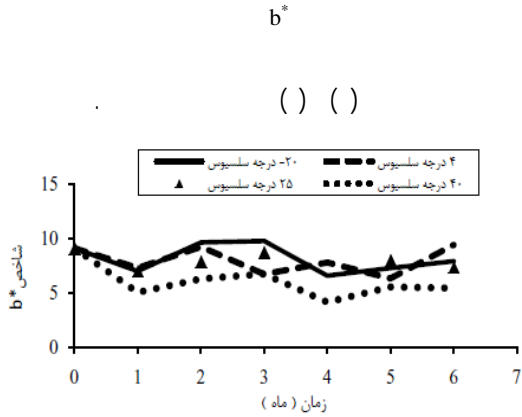 b*
. ( ) ( )
۲۰- درجه سلسیوس ۴ درجه سلسیوس
۲۵ درجه سلسیوس ۴۰ درجه سلسیوس
شاخص b*
15
10
5
0
0 1 2 3 4 5 6 7
زمان ( ماه )